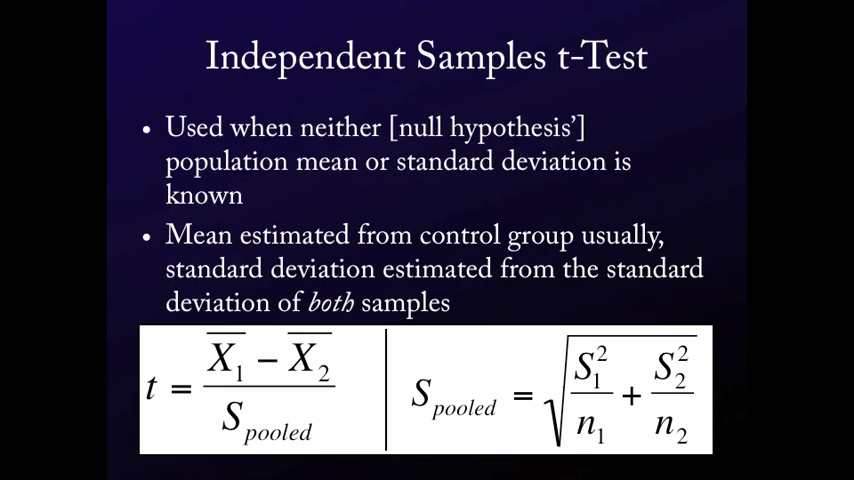 Independent Samples t-Test
• Used when neither [null hypothesis’]
population mean or standard deviation is
known
• Mean estimated from control group usually,
standard deviation estimated from the standard
deviation of both samples
t = (X̅₁ − X̅₂) / S_pooled
S_pooled = √(S₁²/n₁ + S₂²/n₂)